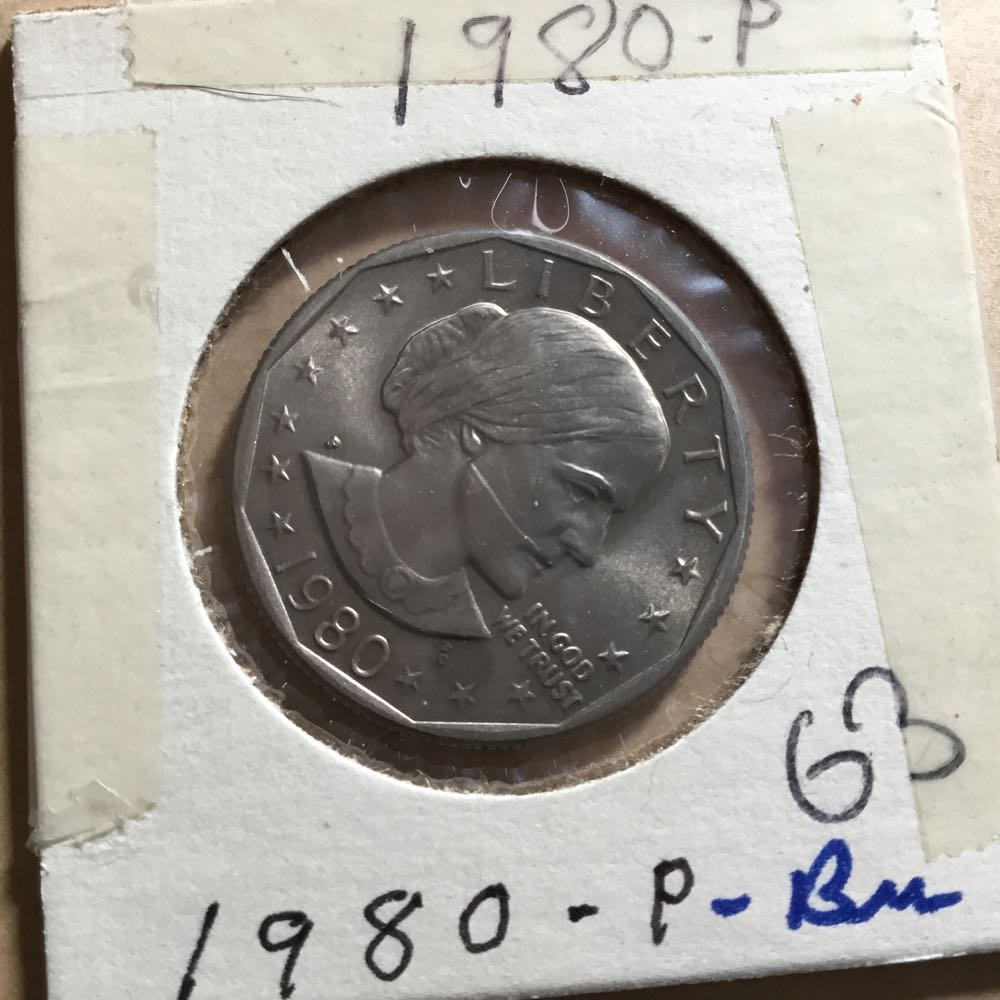 1980-P
LIBERTY
P
1980
IN GOD
WE TRUST
63
1980-P-Bu